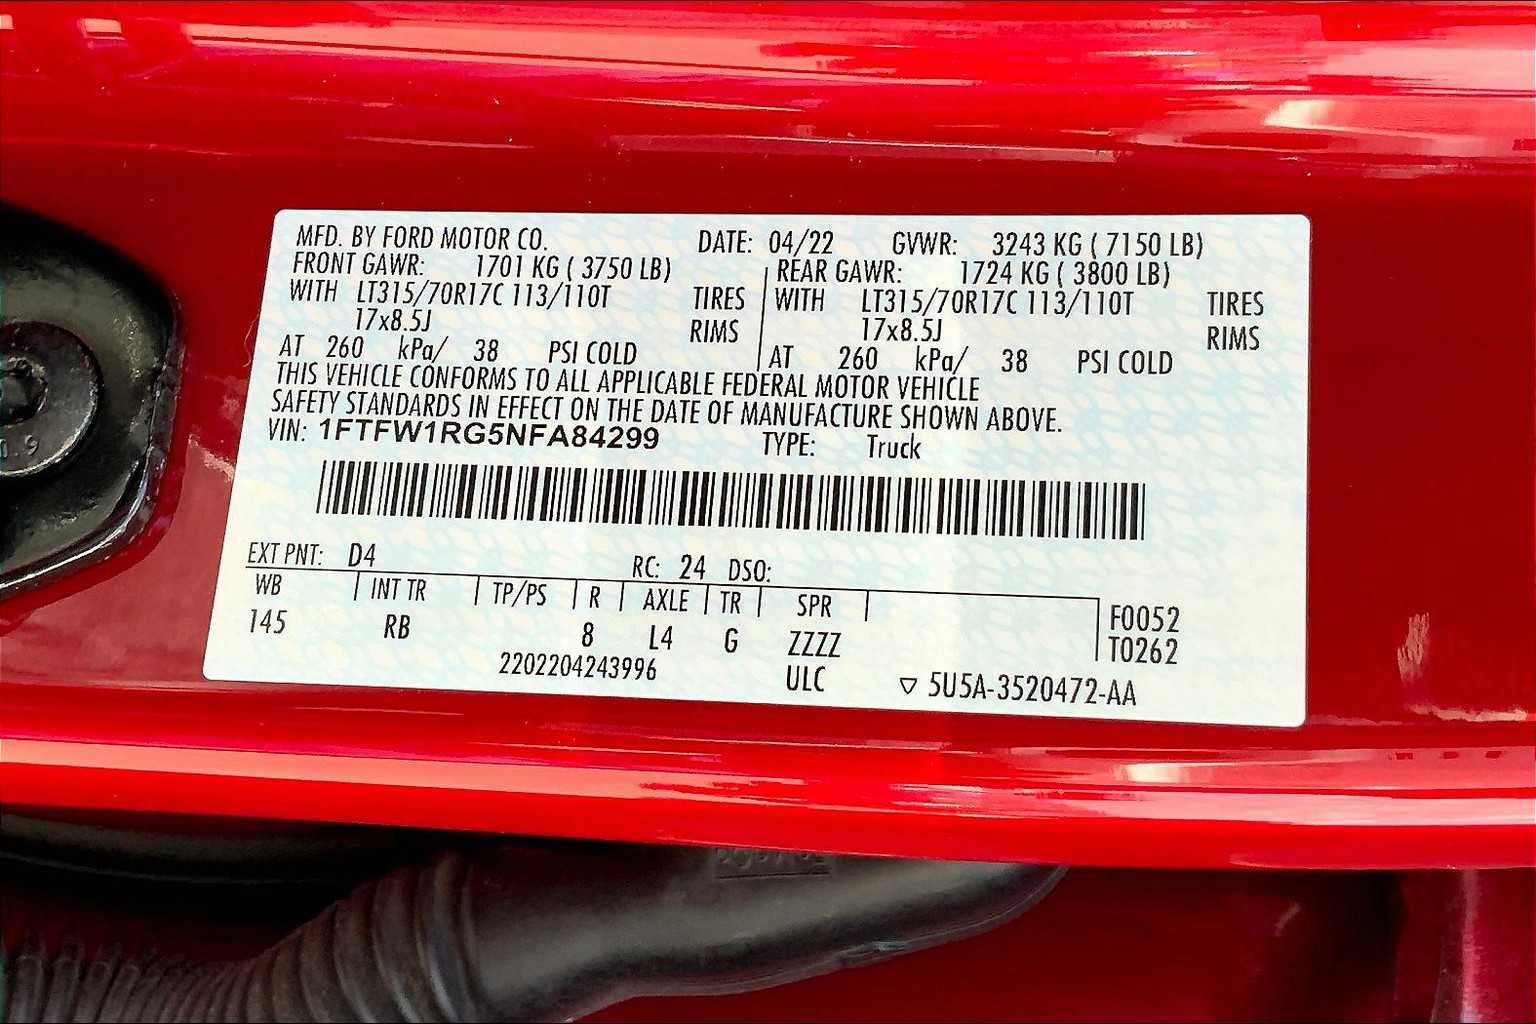 MFD. BY FORD MOTOR CO. DATE: 04/22 GVWR: 3243 KG ( 7150 LB)
FRONT GAWR: 1701 KG ( 3750 LB) REAR GAWR: 1724 KG ( 3800 LB)
WITH LT315/70R17C 113/110T TIRES WITH LT315/70R17C 113/110T TIRES
17x8.5J RIMS 17x8.5J RIMS
AT 260 kPa/ 38 PSI COLD AT 260 kPa/ 38 PSI COLD
THIS VEHICLE CONFORMS TO ALL APPLICABLE FEDERAL MOTOR VEHICLE
SAFETY STANDARDS IN EFFECT ON THE DATE OF MANUFACTURE SHOWN ABOVE.
VIN: 1FTFW1RG5NFA84299 TYPE: Truck
EXT PNT: D4 RC: 24 DSO:
WB INT TR TP/PS R AXLE TR SPR F0052
145 RB 8 L4 G ZZZZ T0262
2202204243996 ULC ▽ 5U5A-3520472-AA